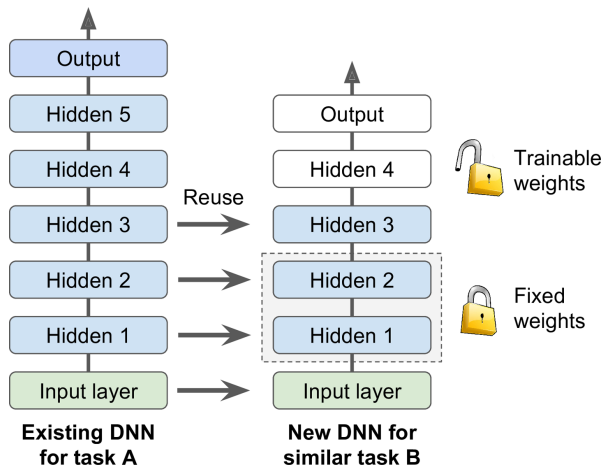 Output
Hidden 5
Hidden 4
Hidden 3
Hidden 2
Hidden 1
Input layer
Existing DNN
for task A
Reuse
Output
Hidden 4
Hidden 3
Hidden 2
Hidden 1
Input layer
New DNN for
similar task B
Trainable
weights
Fixed
weights